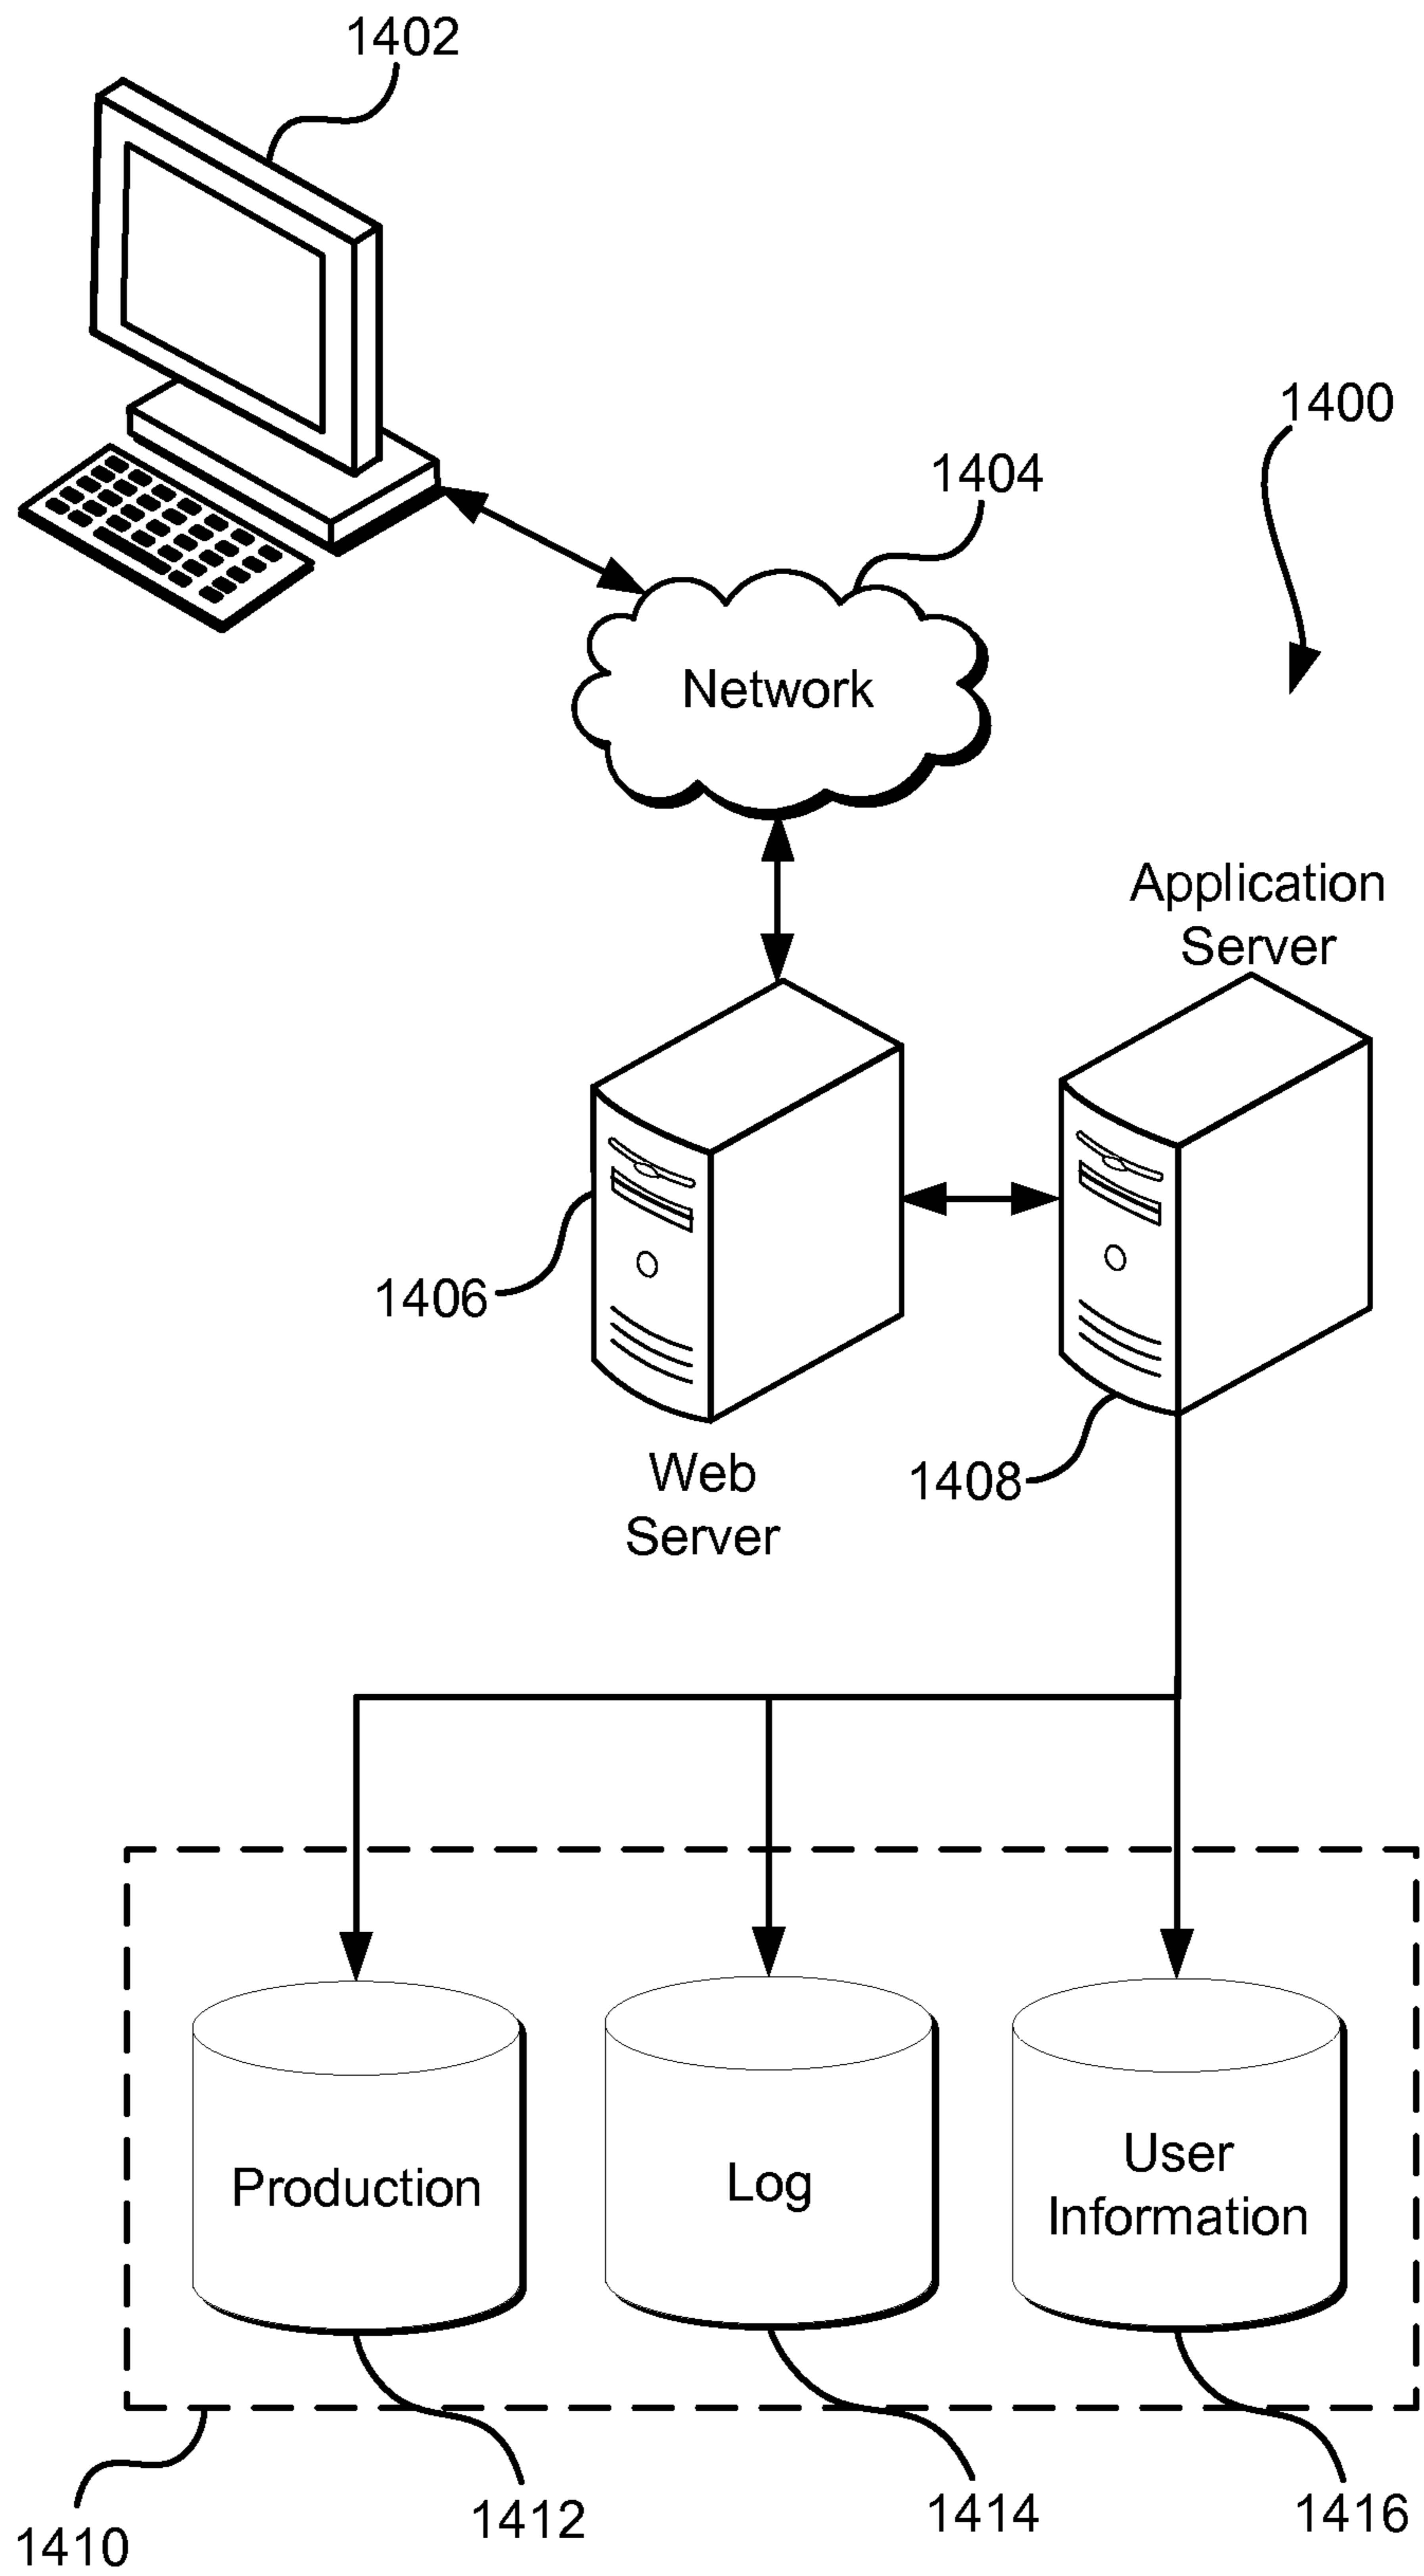 1402
1400
1404
Network
Application
Server
1406
Web
Server
1408
Production
Log
User
Information
1410
1412
1414
1416